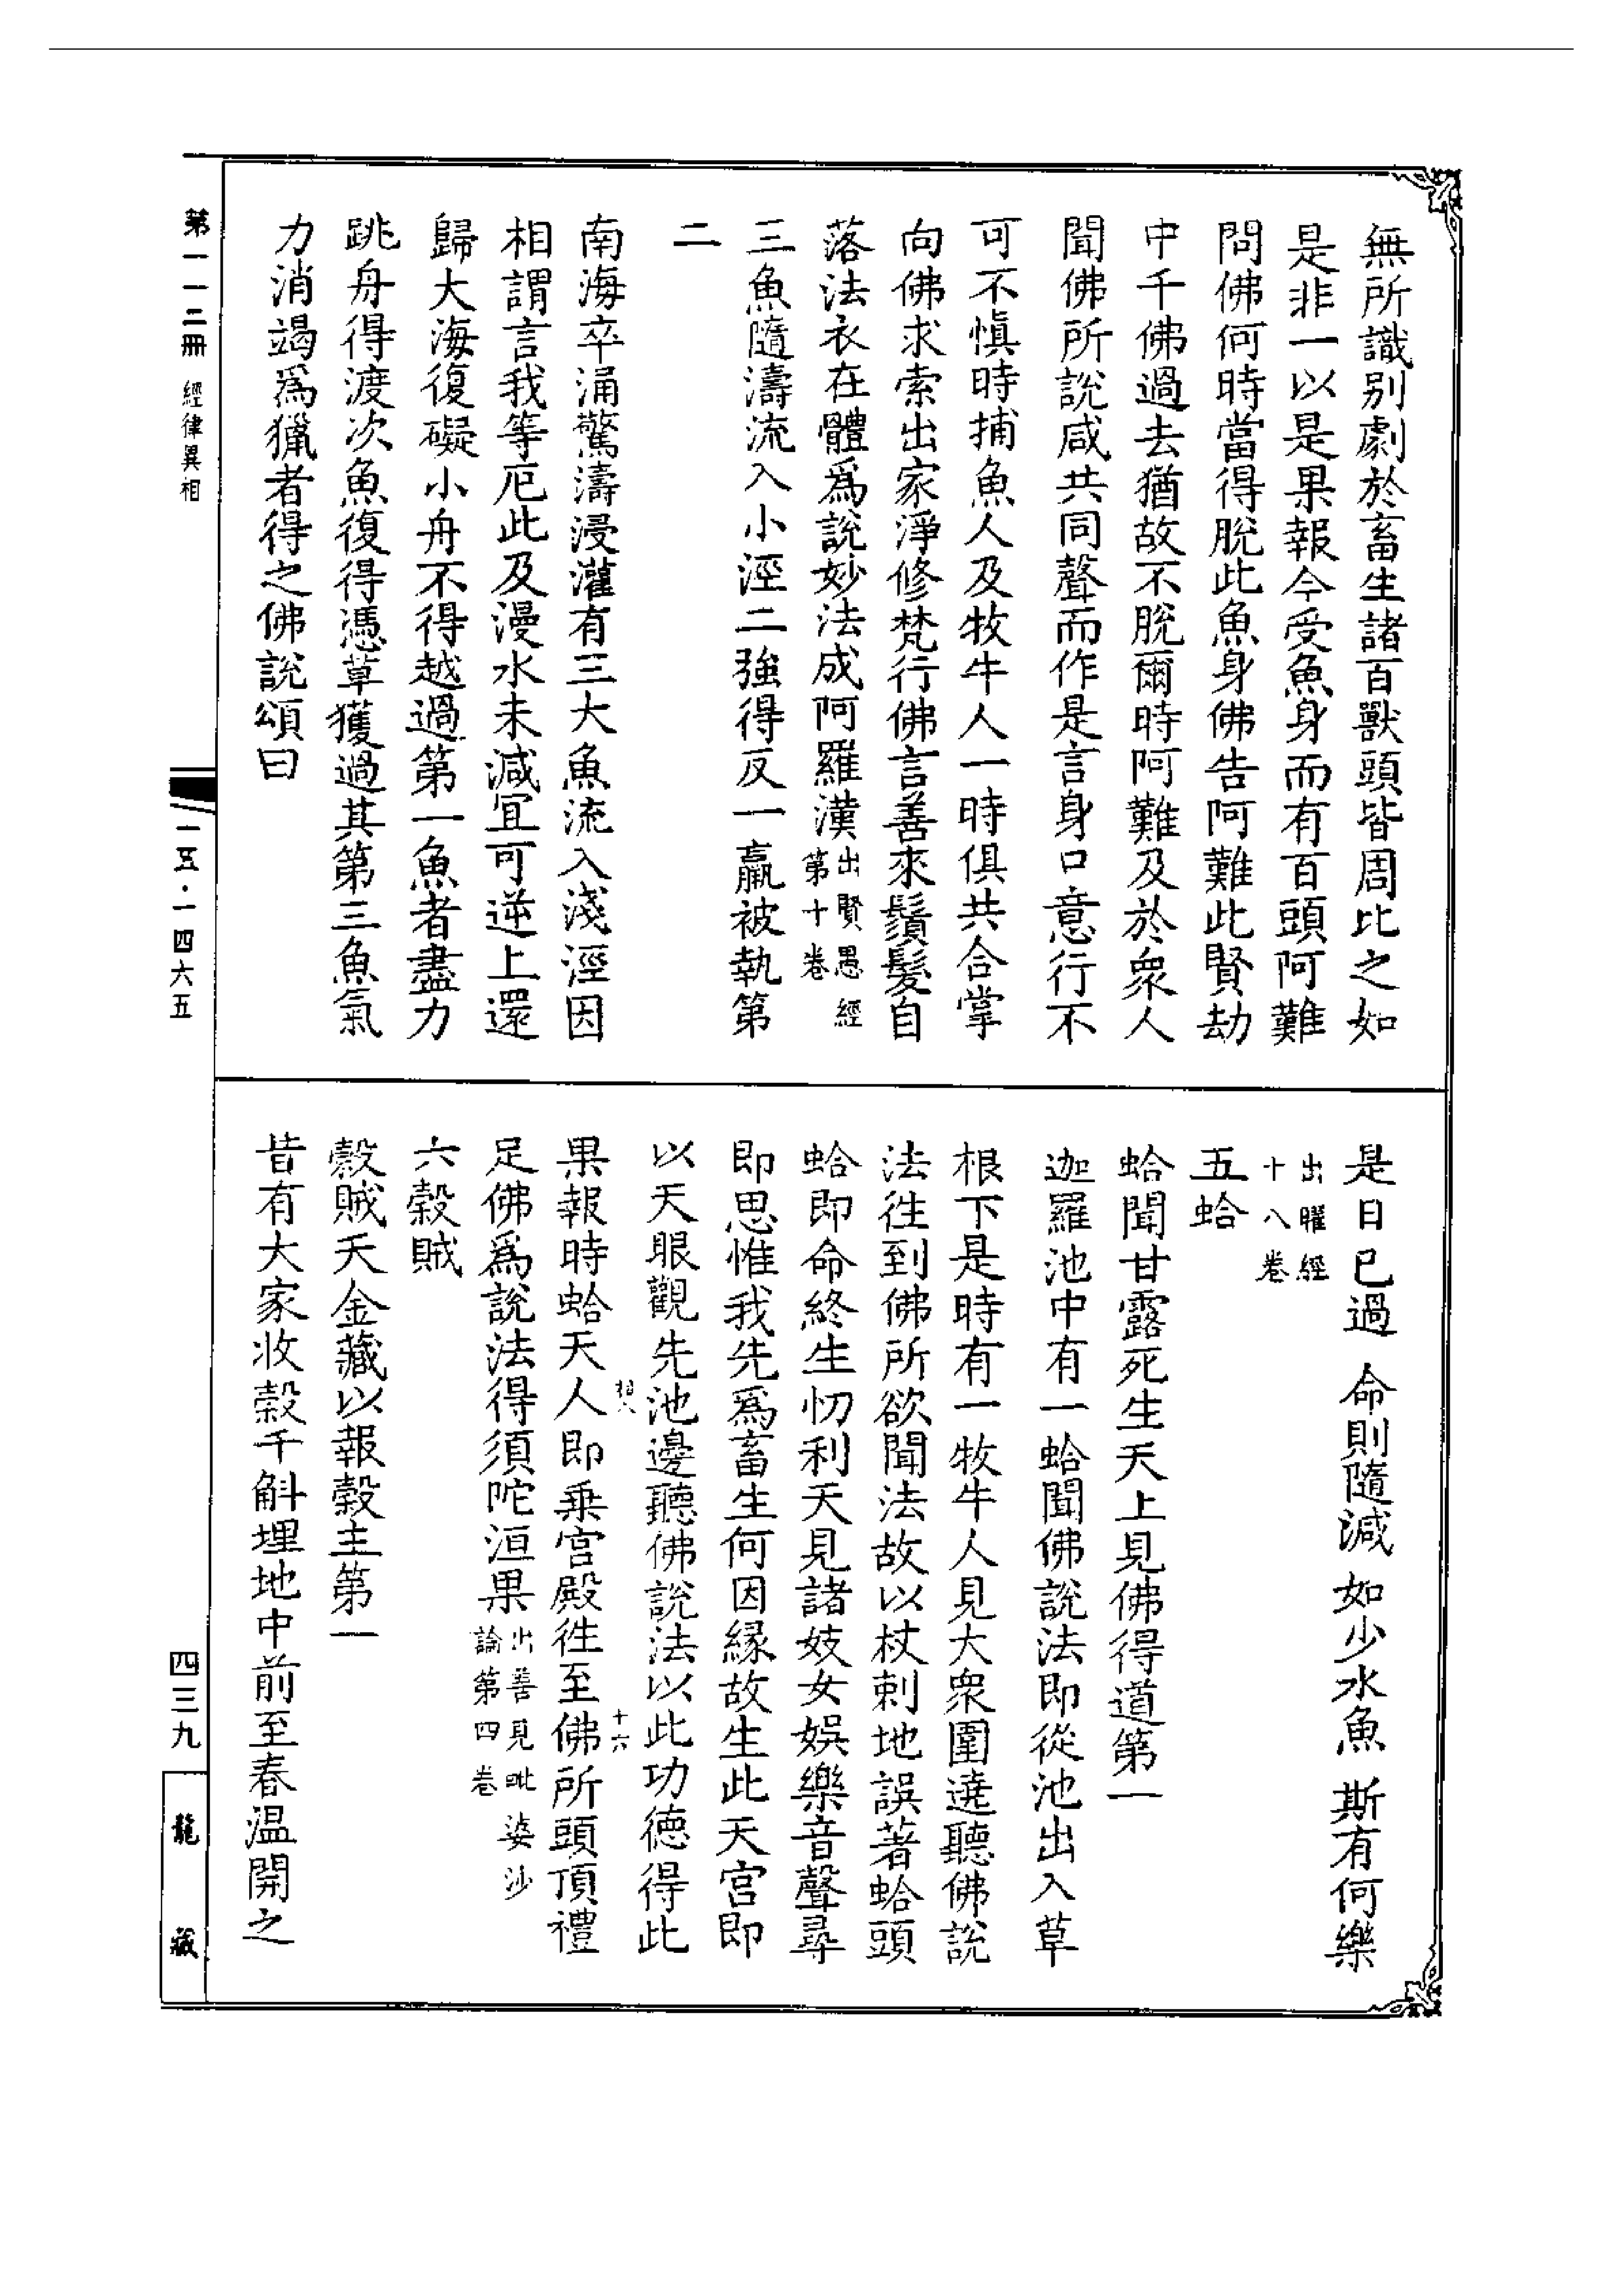 無所識別劇於畜生諸百獸頭皆周比之如
是非一以是果報今受魚身而有百頭阿難
問佛何時當得脫此魚身佛告阿難此賢劫
中千佛過去猶故不脫爾時阿難及於衆人
聞佛所說咸共同聲而作是言身口意行不
可不慎時捕魚人及牧牛人一時俱共合掌
向佛求索出家淨修梵行佛言善來鬚髮自
落法衣在體爲說妙法成阿羅漢出賢愚經
第十卷
三魚隨濤流入小涇二強得反一羸被執第
二
南海卒涌驚濤浸灌有三大魚流入淺涇因
相謂言我等厄此及漫水未減宜可逆上還
歸大海復礙小舟不得越過第一魚者盡力
跳舟得渡次魚復得憑草獲過其第三魚氣
力消竭爲獵者得之佛說頌曰
是日已過 命則隨減 如少水魚 斯有何樂
出曜經
十八卷
五蛤
蛤聞甘露死生天上見佛得道第一
迦羅池中有一蛤聞佛說法即從池出入草
根下是時有一牧牛人見大衆圍遶聽佛說
法徃到佛所欲聞法故以杖刺地誤著蛤頭
蛤即命終生忉利天見諸妓女娛樂音聲尋
即思惟我先爲畜生何因緣故生此天宮即
以天眼觀先池邊聽佛說法以此功德得此
十六
果報時蛤天人即乗宮殿徃至佛所頭頂禮
足佛爲說法得須陀洹果出善見毗婆沙
論第四卷
六穀賊
穀賊天金藏以報穀主第一
昔有大家收穀千斛埋地中前至春温開之
第一一二冊 經律異相
一五·一四六五
四三九
龍藏